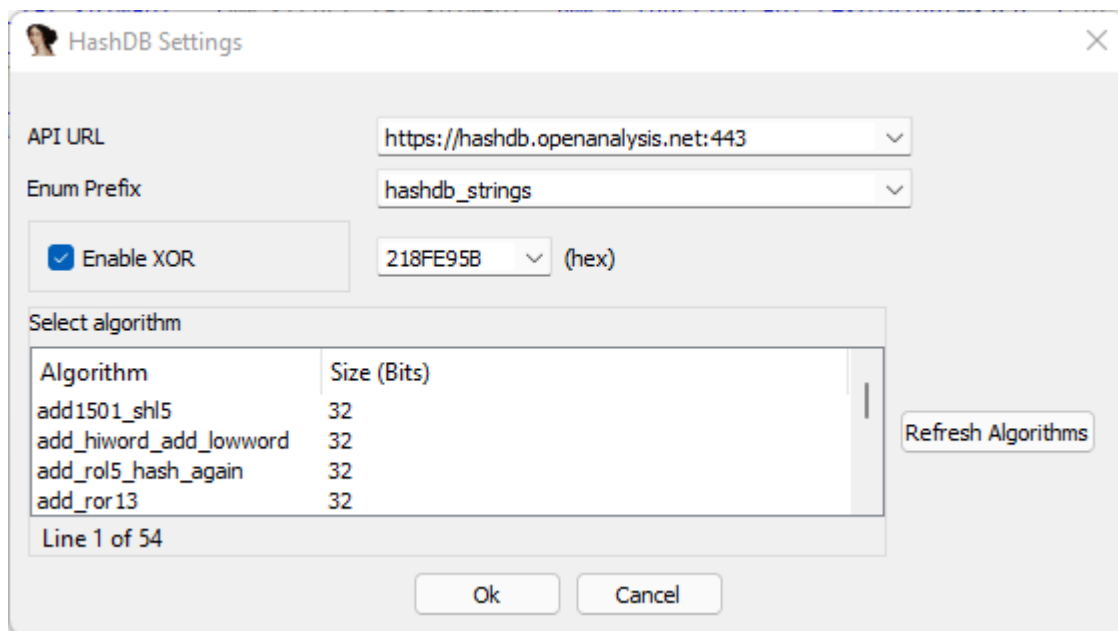 HashDB Settings
API URL
https://hashdb.openanalysis.net:443
Enum Prefix
hashdb_strings
Enable XOR
218FE95B
(hex)
Select algorithm
Algorithm Size (Bits)
add1501_shl5 32
add_hiword_add_lowword 32
add_rol5_hash_again 32
add_ror13 32
Refresh Algorithms
Line 1 of 54
Ok
Cancel